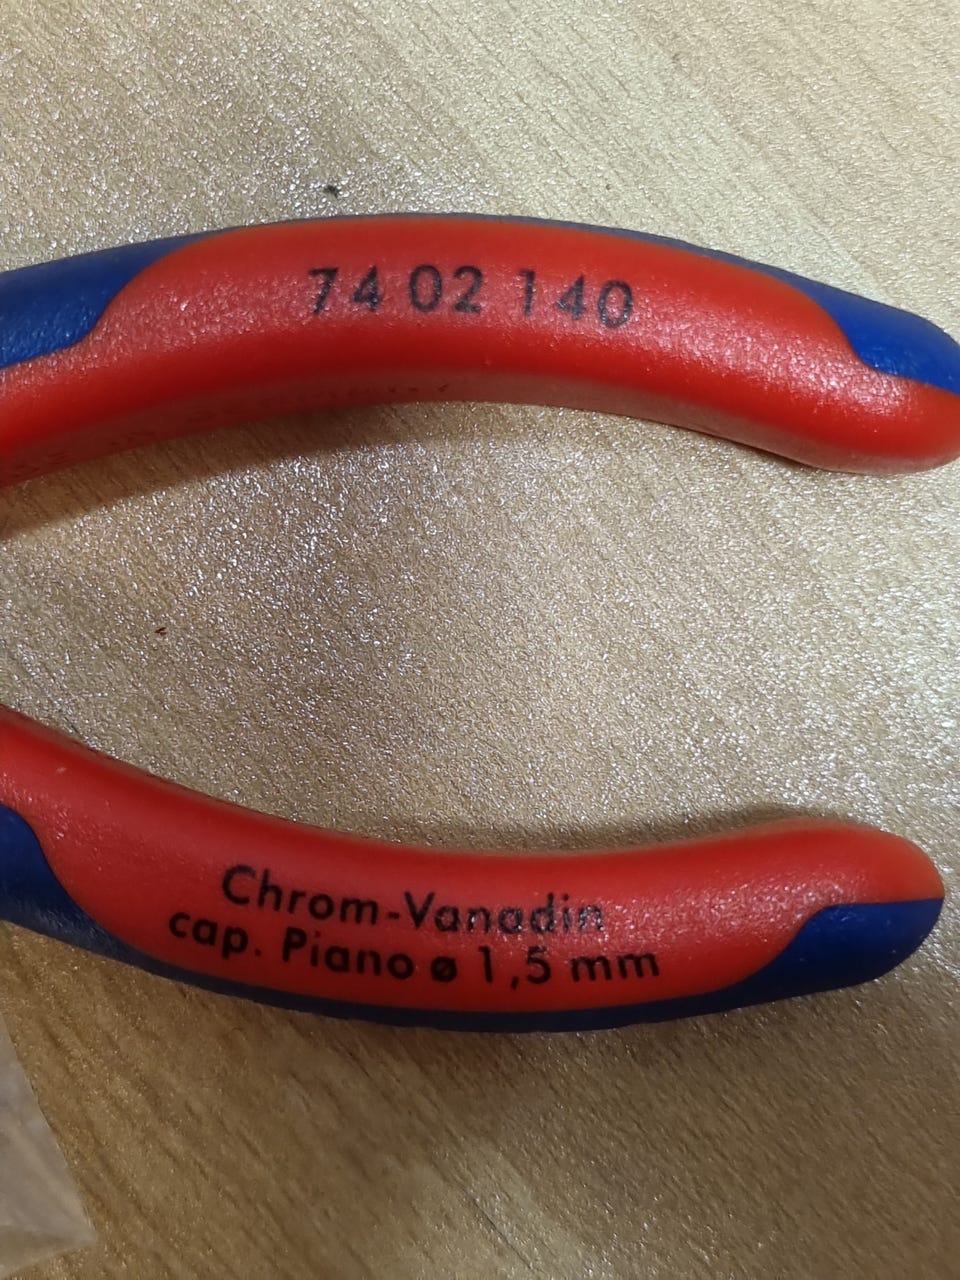 74 02 140
Chrom-Vanadin
cap. Piano ø 1,5 mm